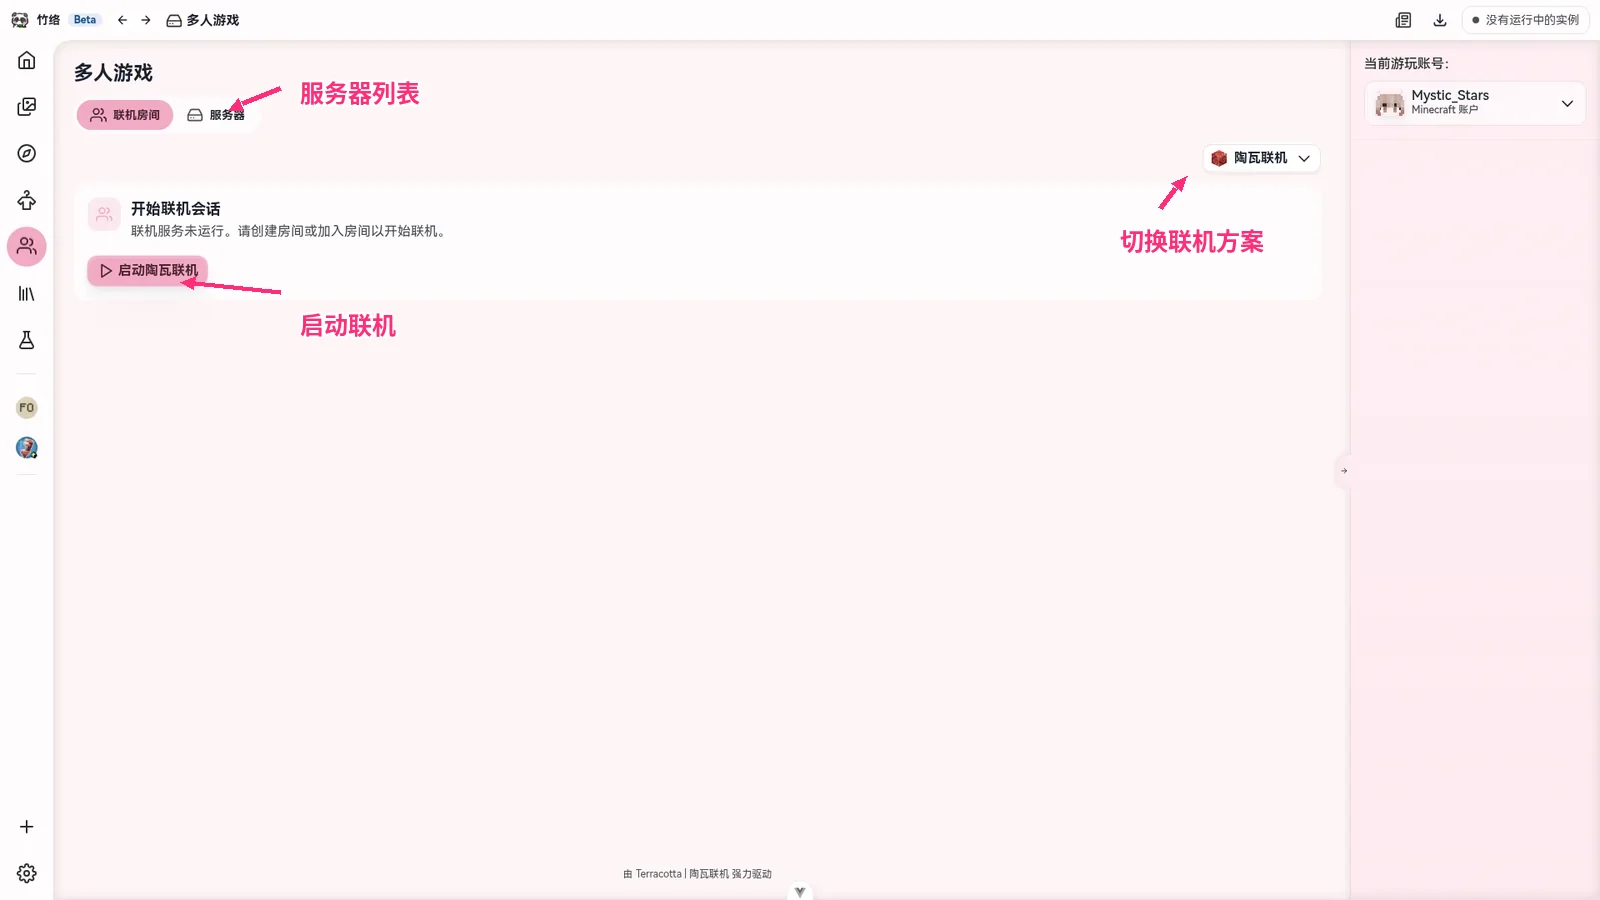 竹络 Beta 多人游戏 没有运行中的实例
多人游戏
联机房间 服务器
服务器列表
陶瓦联机
切换联机方案
开始联机会话
联机服务未运行。请创建房间或加入房间以开始联机。
启动陶瓦联机
启动联机
当前游玩账号：
Mystic_Stars
Minecraft 账户
FO
由 Terracotta | 陶瓦联机 强力驱动